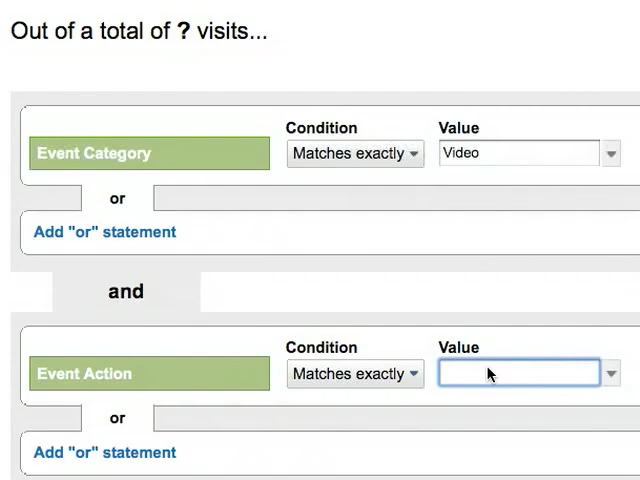 Out of a total of ? visits...
Condition Value
Event Category Matches exactly Video
or
Add "or" statement
and
Condition Value
Event Action Matches exactly
or
Add "or" statement